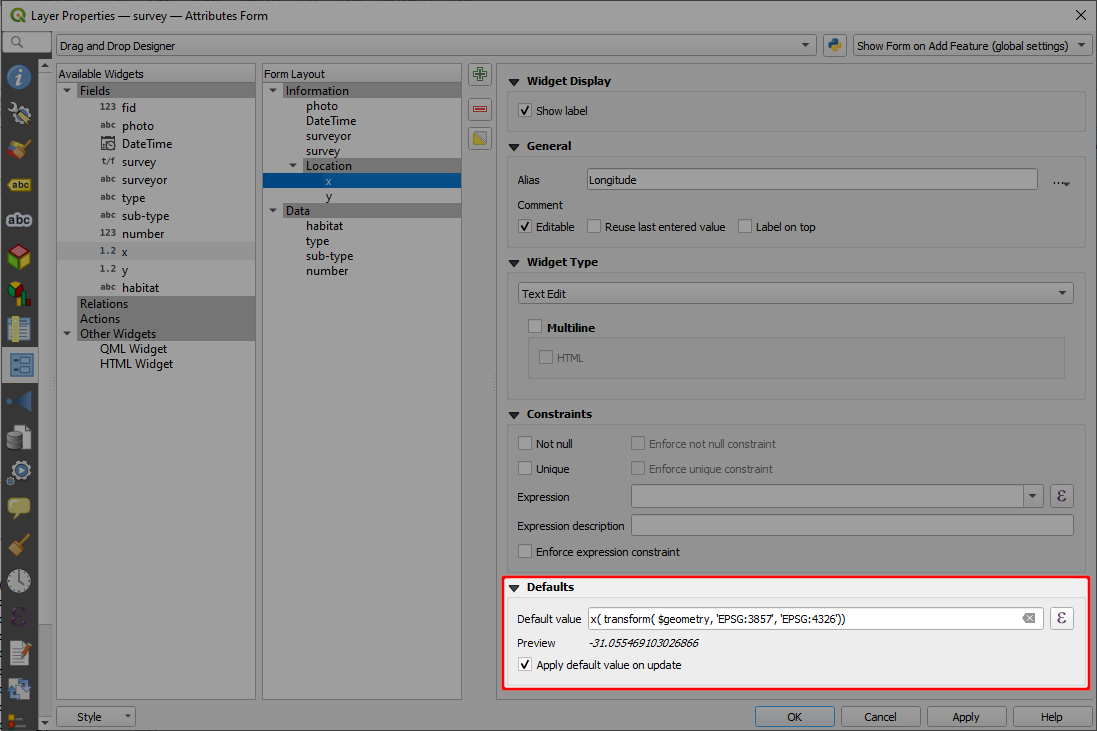 Layer Properties — survey — Attributes Form
Drag and Drop Designer
Show Form on Add Feature (global settings)
Available Widgets
Fields
123 fid
abc photo
DateTime
t/f survey
abc surveyor
abc type
abc sub-type
123 number
1.2 x
1.2 y
abc habitat
Relations
Actions
Other Widgets
QML Widget
HTML Widget
Form Layout
Information
photo
DateTime
surveyor
survey
Location
x
y
Data
habitat
type
sub-type
number
Widget Display
Show label
General
Alias Longitude ...
Comment
Editable Reuse last entered value Label on top
Widget Type
Text Edit
Multiline
HTML
Constraints
Not null Enforce not null constraint
Unique Enforce unique constraint
Expression ε
Expression description
Enforce expression constraint
Defaults
Default value x( transform( $geometry, 'EPSG:3857', 'EPSG:4326')) ε
Preview -31.055469103026866
Apply default value on update
abc
abc
Style OK Cancel Apply Help